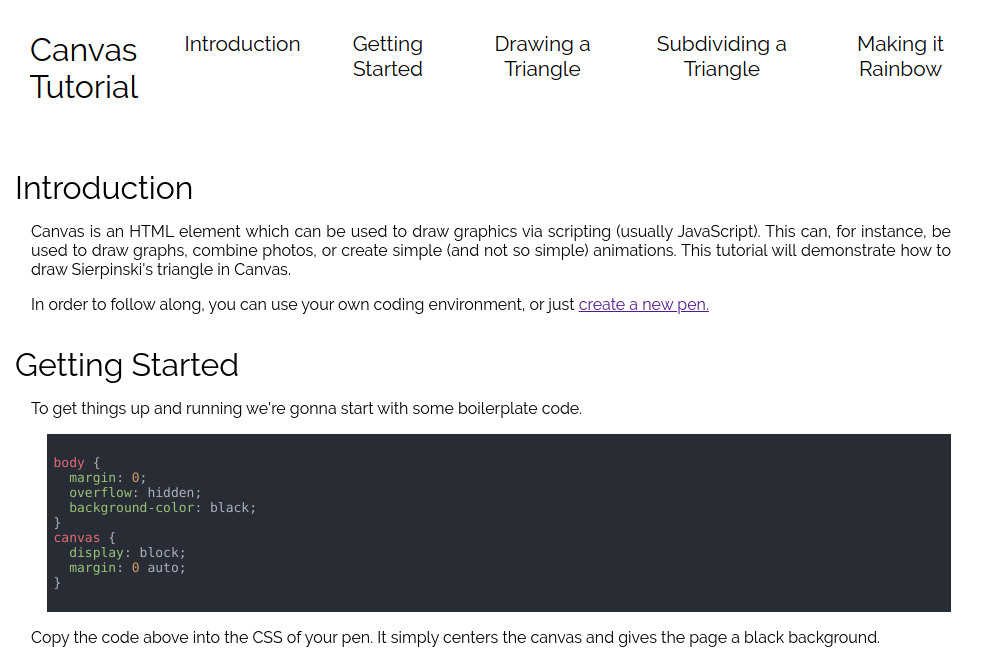 Canvas
Tutorial
Introduction
Getting
Started
Drawing a
Triangle
Subdividing a
Triangle
Making it
Rainbow
Introduction
Canvas is an HTML element which can be used to draw graphics via scripting (usually JavaScript). This can, for instance, be
used to draw graphs, combine photos, or create simple (and not so simple) animations. This tutorial will demonstrate how to
draw Sierpinski's triangle in Canvas.
In order to follow along, you can use your own coding environment, or just create a new pen.
Getting Started
To get things up and running we're gonna start with some boilerplate code.
body {
  margin: 0;
  overflow: hidden;
  background-color: black;
}
canvas {
  display: block;
  margin: 0 auto;
}
Copy the code above into the CSS of your pen. It simply centers the canvas and gives the page a black background.